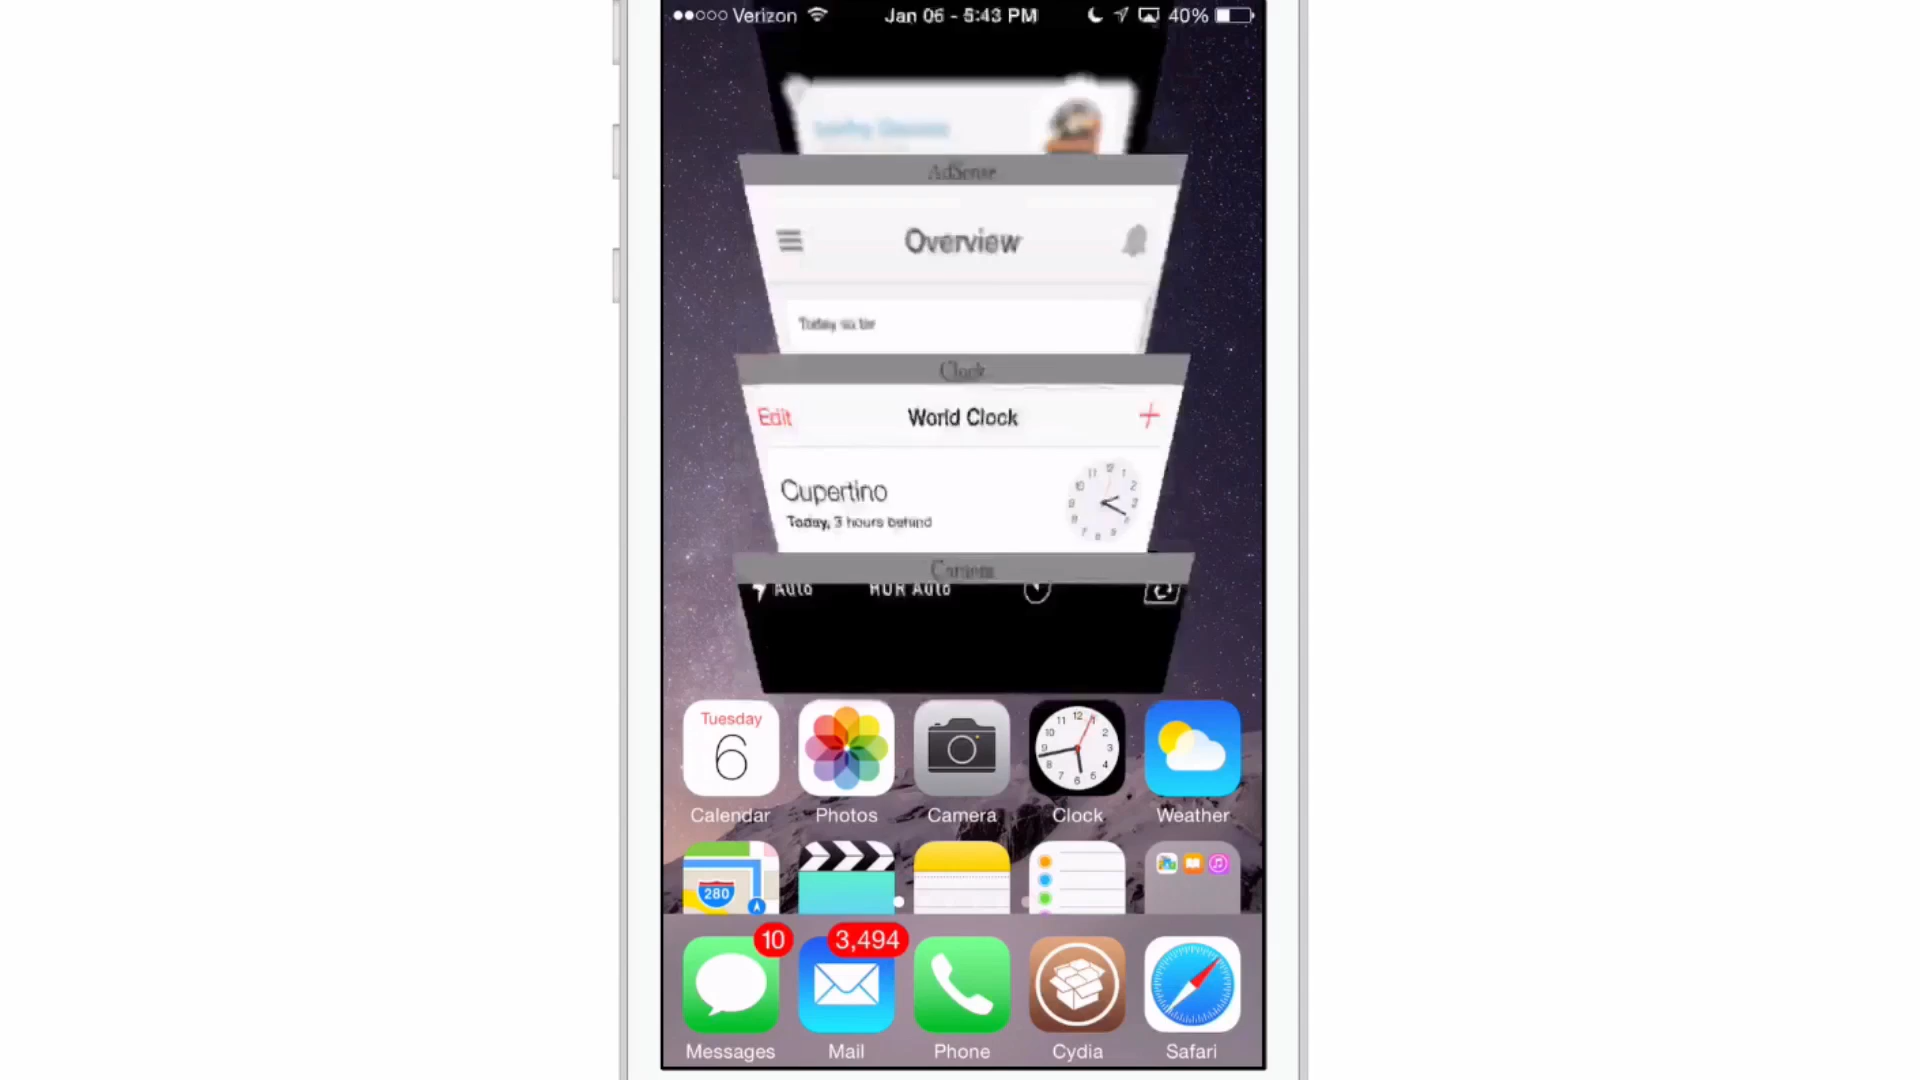 Verizon Jan 06 - 5:43 PM 40%
AdSense
Overview
Today so far
Clock
Edit World Clock +
Cupertino
Today, 3 hours behind
Camera
Auto HDR Auto
Tuesday
6
Calendar Photos Camera Clock Weather
280
10 3,494
Messages Mail Phone Cydia Safari